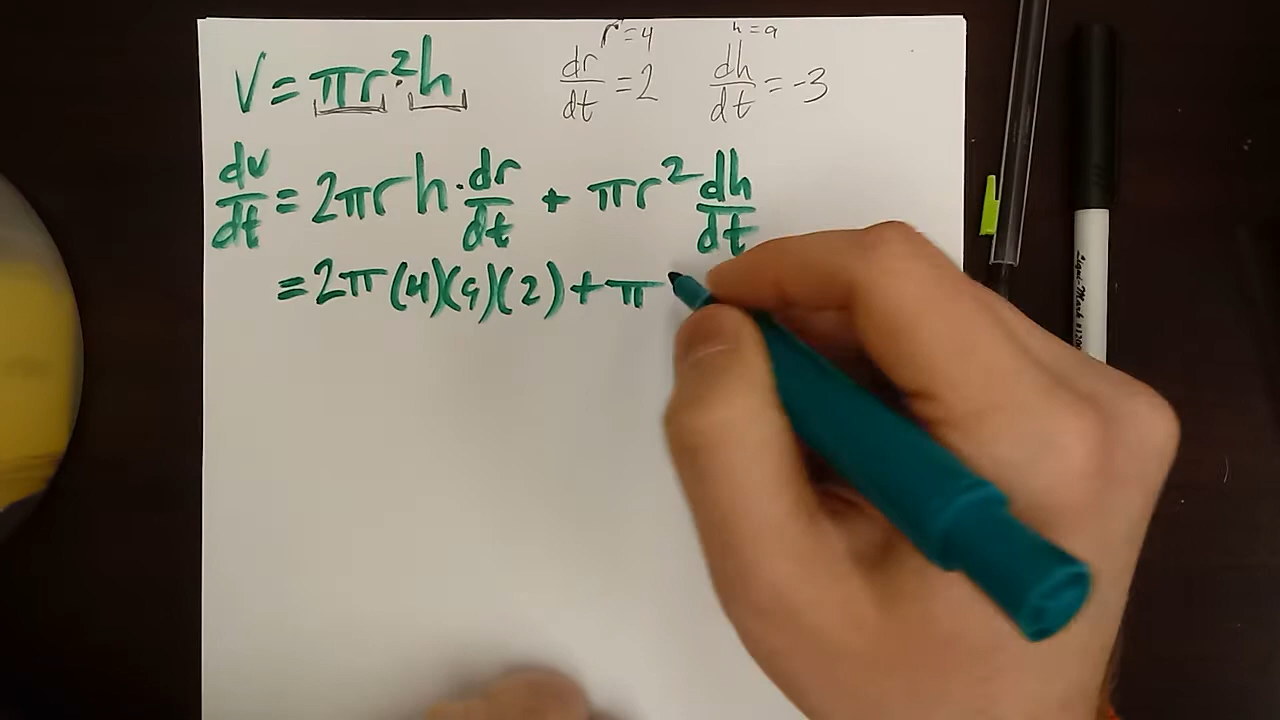 r=4 h=9
V = πr²·h dr/dt = 2 dh/dt = -3
dv/dt = 2πrh·dr/dt + πr² dh/dt
= 2π(4)(9)(2) + π